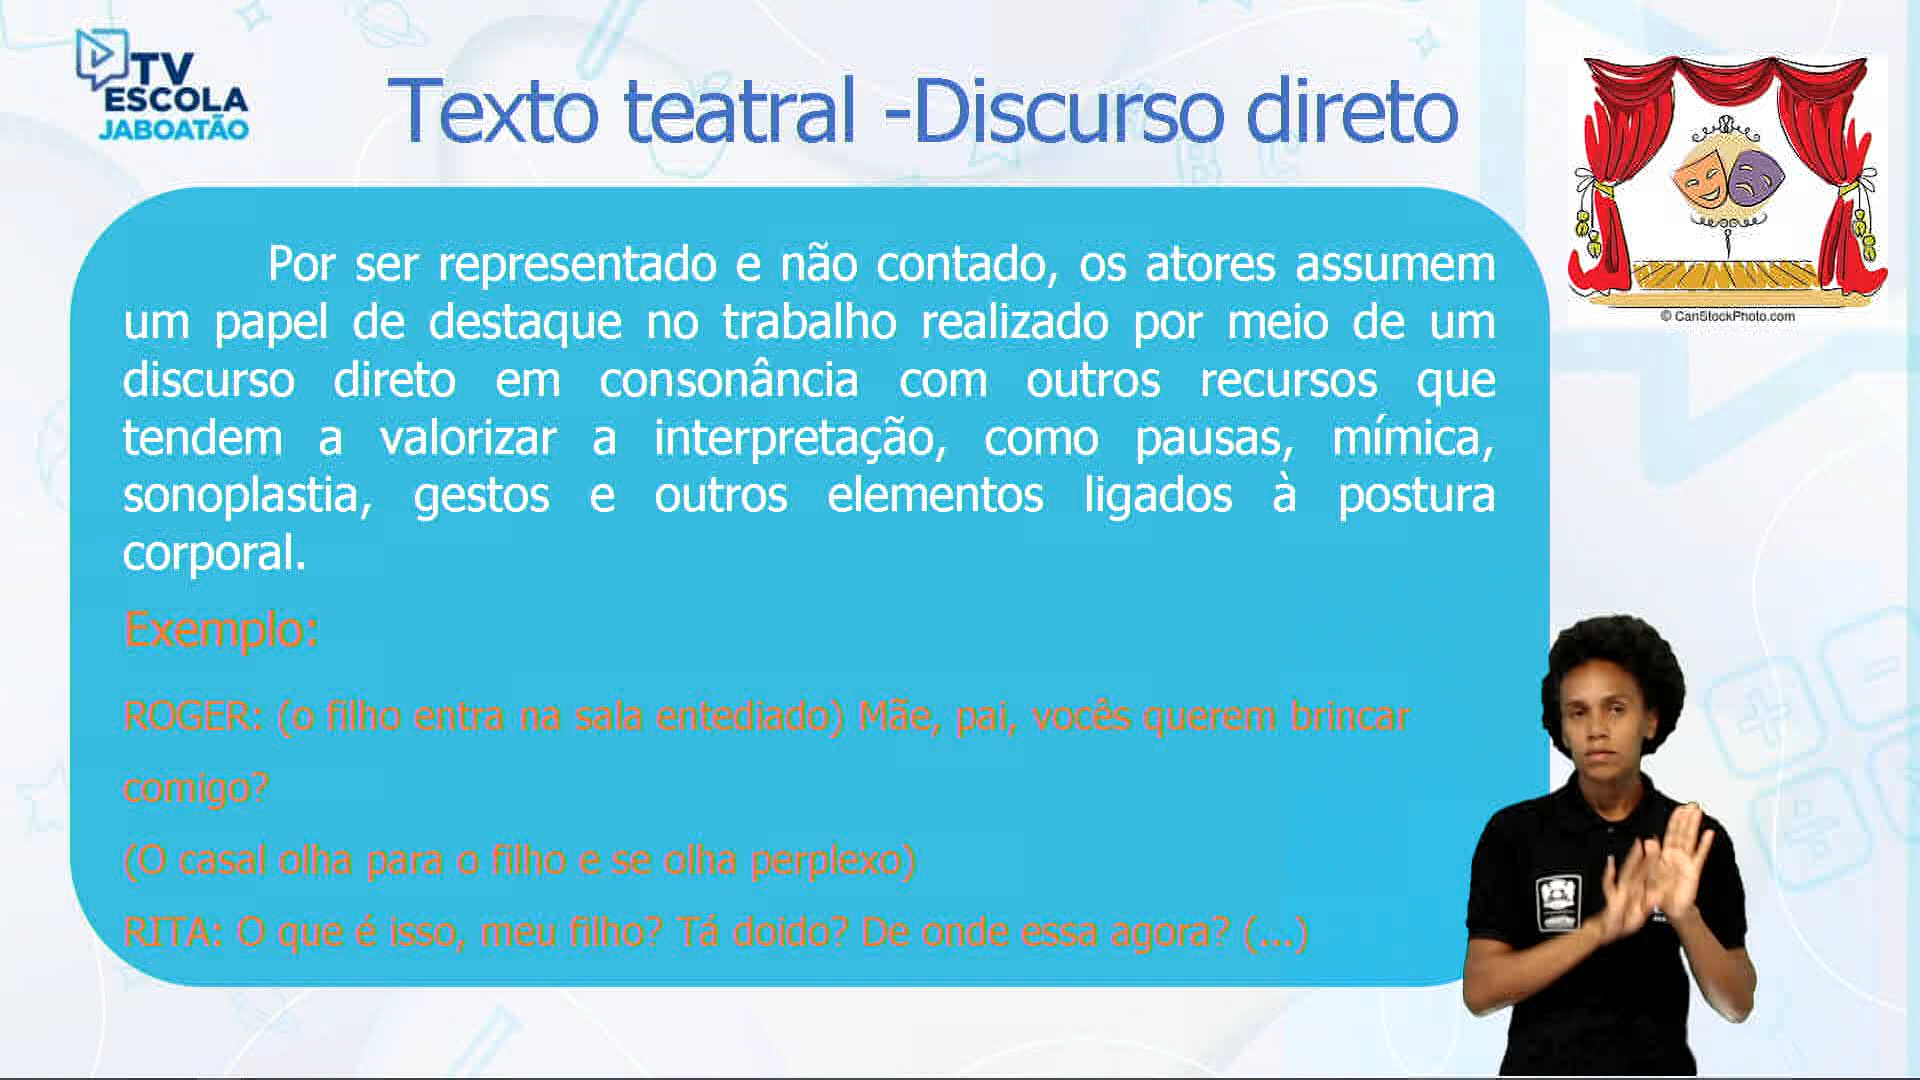 TV
ESCOLA
JABOATÃO
Texto teatral -Discurso direto
© CanStockPhoto.com
Por ser representado e não contado, os atores assumem
um papel de destaque no trabalho realizado por meio de um
discurso direto em consonância com outros recursos que
tendem a valorizar a interpretação, como pausas, mímica,
sonoplastia, gestos e outros elementos ligados à postura
corporal.
Exemplo:
ROGER: (o filho entra na sala entediado) Mãe, pai, vocês querem brincar
comigo?
(O casal olha para o filho e se olha perplexo)
RITA: O que é isso, meu filho? Tá doido? De onde essa agora? (...)